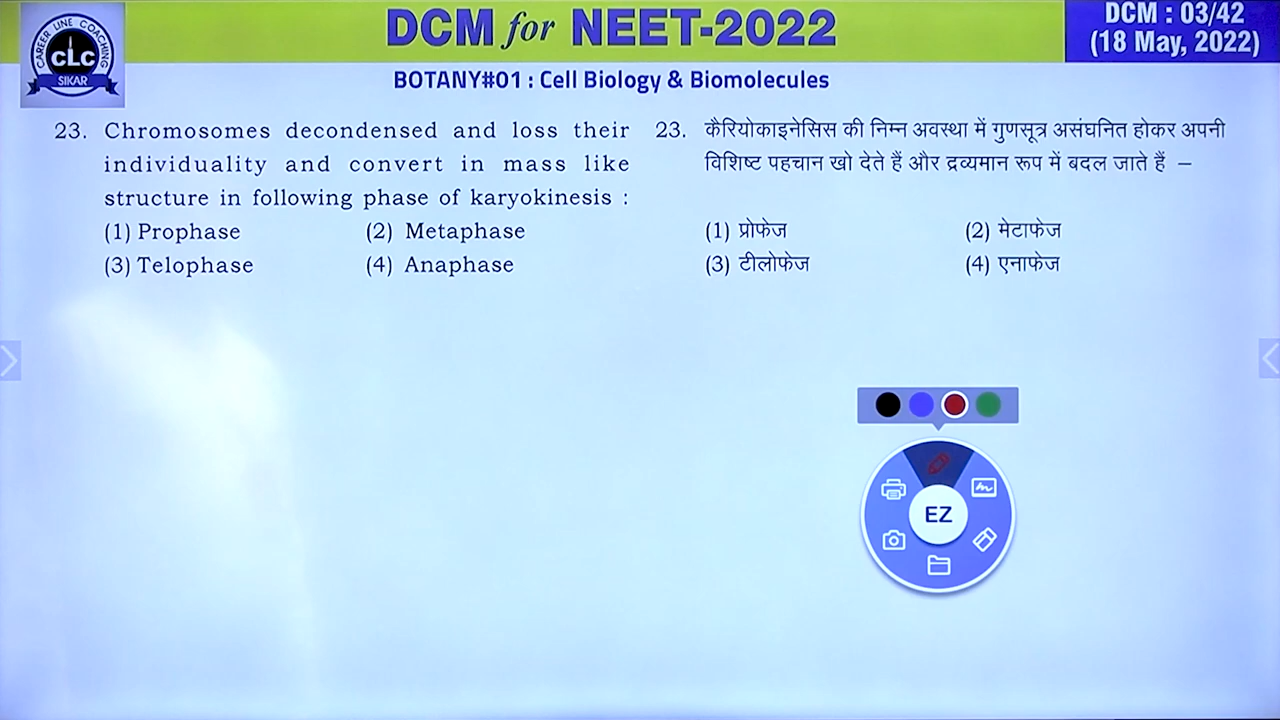 CAREER LINE COACHING
CLC
SIKAR
DCM for NEET-2022
DCM : 03/42
(18 May, 2022)
BOTANY#01 : Cell Biology & Biomolecules
23. Chromosomes decondensed and loss their
individuality and convert in mass like
structure in following phase of karyokinesis :
(1) Prophase (2) Metaphase
(3) Telophase (4) Anaphase
23. कैरियोकाइनेसिस की निम्न अवस्था में गुणसूत्र असंघनित होकर अपनी
विशिष्ट पहचान खो देते हैं और द्रव्यमान रूप में बदल जाते हैं –
(1) प्रोफेज (2) मेटाफेज
(3) टीलोफेज (4) एनाफेज
EZ